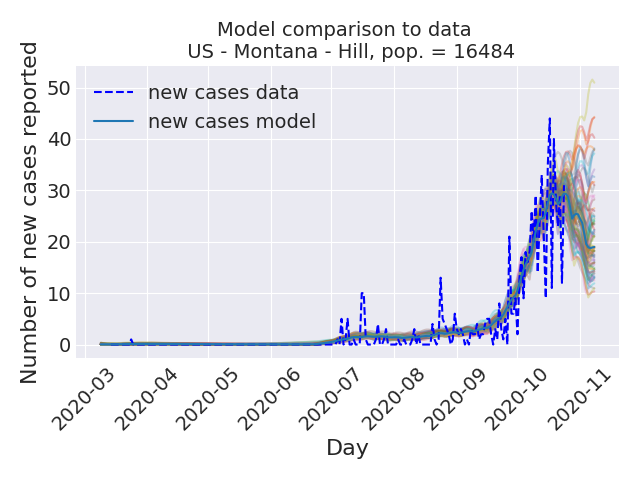 Model comparison to data
US - Montana - Hill, pop. = 16484
Number of new cases reported
50
40
30
20
10
0
new cases data
new cases model
2020-03
2020-04
2020-05
2020-06
2020-07
2020-08
2020-09
2020-10
2020-11
Day